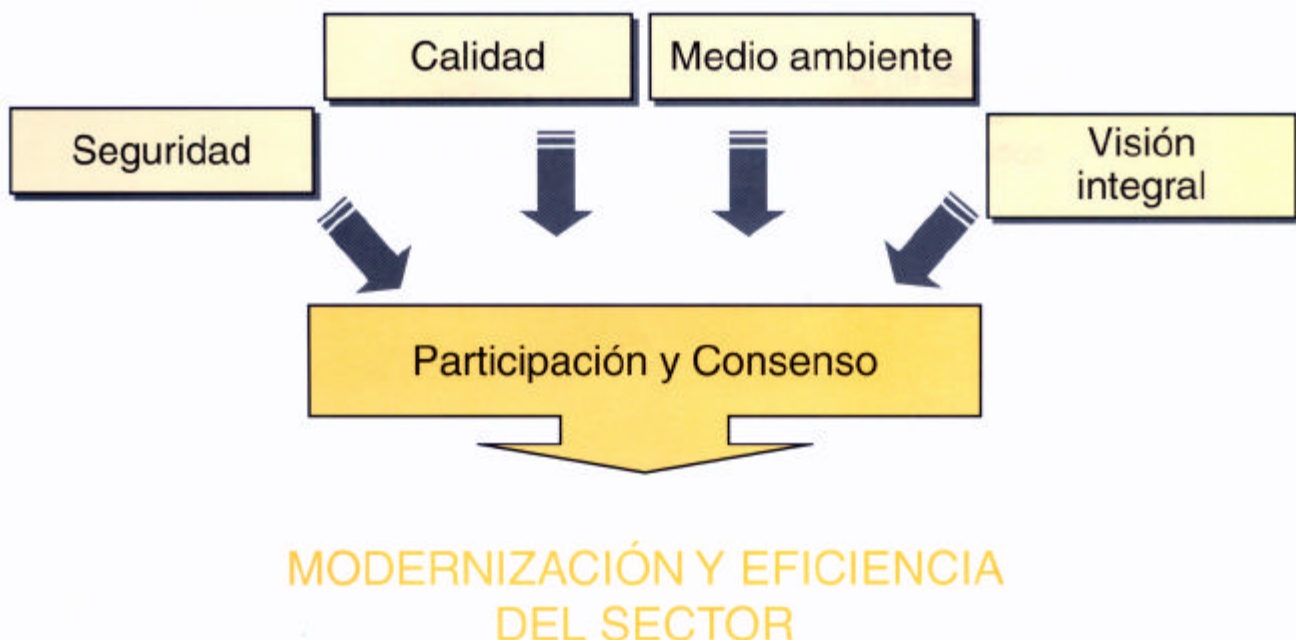 Calidad
Medio ambiente
Seguridad
Visión
integral
Participación y Consenso
MODERNIZACIÓN Y EFICIENCIA
DEL SECTOR